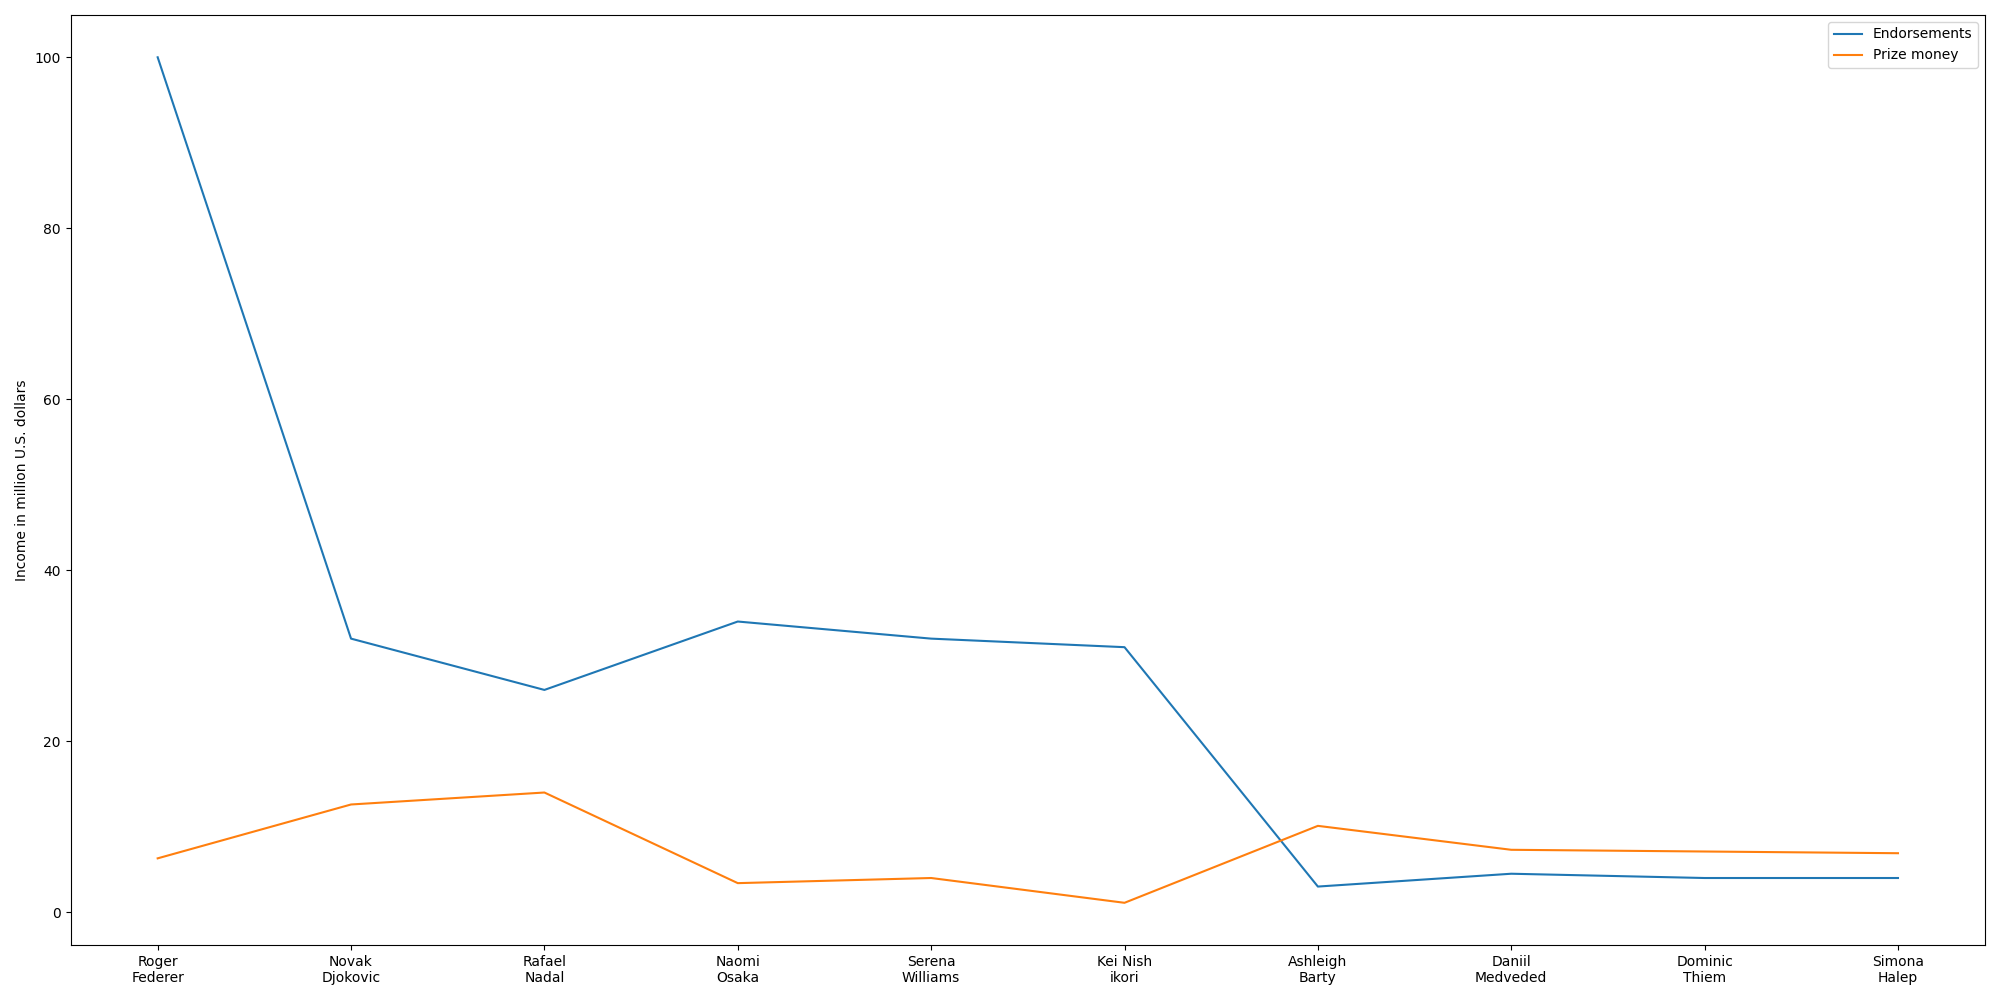 Endorsements
Prize money
100
80
60
40
20
0
Income in million U.S. dollars
Roger
Federer
Novak
Djokovic
Rafael
Nadal
Naomi
Osaka
Serena
Williams
Kei Nish
ikori
Ashleigh
Barty
Daniil
Medveded
Dominic
Thiem
Simona
Halep